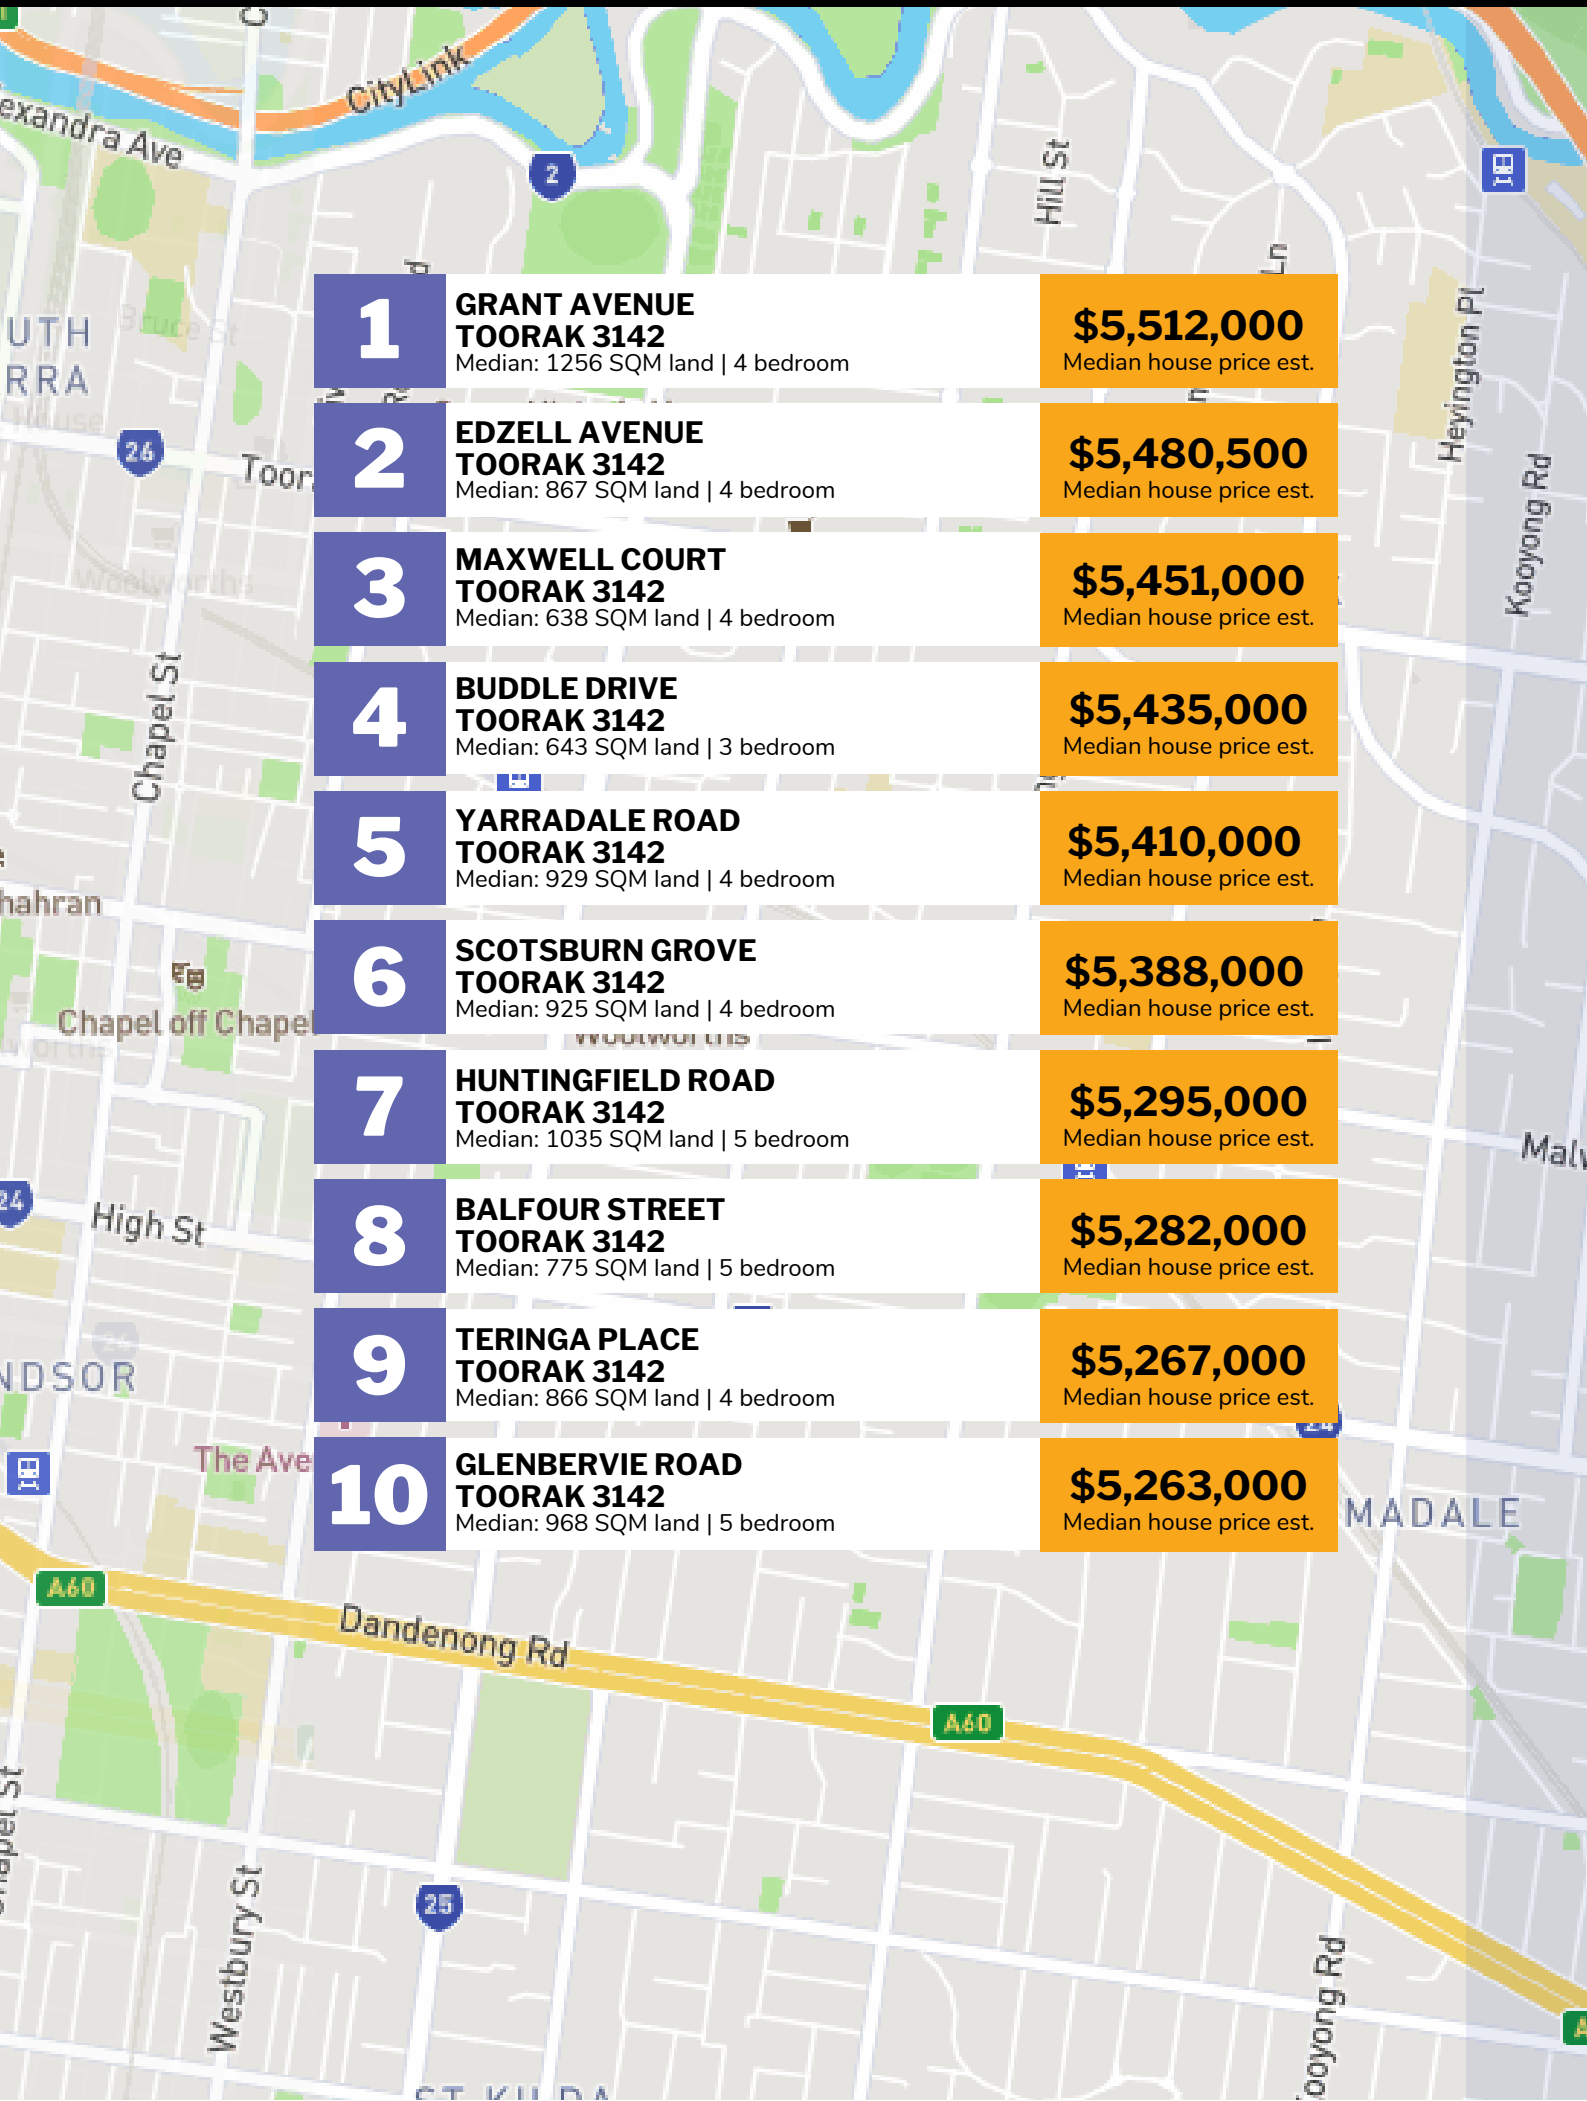 CityLink
Ave
2
Hill St
Ln
Bruce St
Heyington Pl
26
Kooyong Rd
Woolworths
Chapel St
1
GRANT AVENUE
TOORAK 3142
Median: 1256 SQM land | 4 bedroom
$5,512,000
Median house price est.
2
EDZELL AVENUE
TOORAK 3142
Median: 867 SQM land | 4 bedroom
$5,480,500
Median house price est.
3
MAXWELL COURT
TOORAK 3142
Median: 638 SQM land | 4 bedroom
$5,451,000
Median house price est.
4
BUDDLE DRIVE
TOORAK 3142
Median: 643 SQM land | 3 bedroom
$5,435,000
Median house price est.
5
YARRADALE ROAD
TOORAK 3142
Median: 929 SQM land | 4 bedroom
$5,410,000
Median house price est.
6
SCOTSBURN GROVE
TOORAK 3142
Median: 925 SQM land | 4 bedroom
$5,388,000
Median house price est.
7
HUNTINGFIELD ROAD
TOORAK 3142
Median: 1035 SQM land | 5 bedroom
$5,295,000
Median house price est.
8
BALFOUR STREET
TOORAK 3142
Median: 775 SQM land | 5 bedroom
$5,282,000
Median house price est.
9
TERINGA PLACE
TOORAK 3142
Median: 866 SQM land | 4 bedroom
$5,267,000
Median house price est.
10
GLENBERVIE ROAD
TOORAK 3142
Median: 968 SQM land | 5 bedroom
$5,263,000
Median house price est.
Chapel off Chapel
Woolworths
24
High St
The Ave
MADALE
A60
Dandenong Rd
A60
25
Westbury St